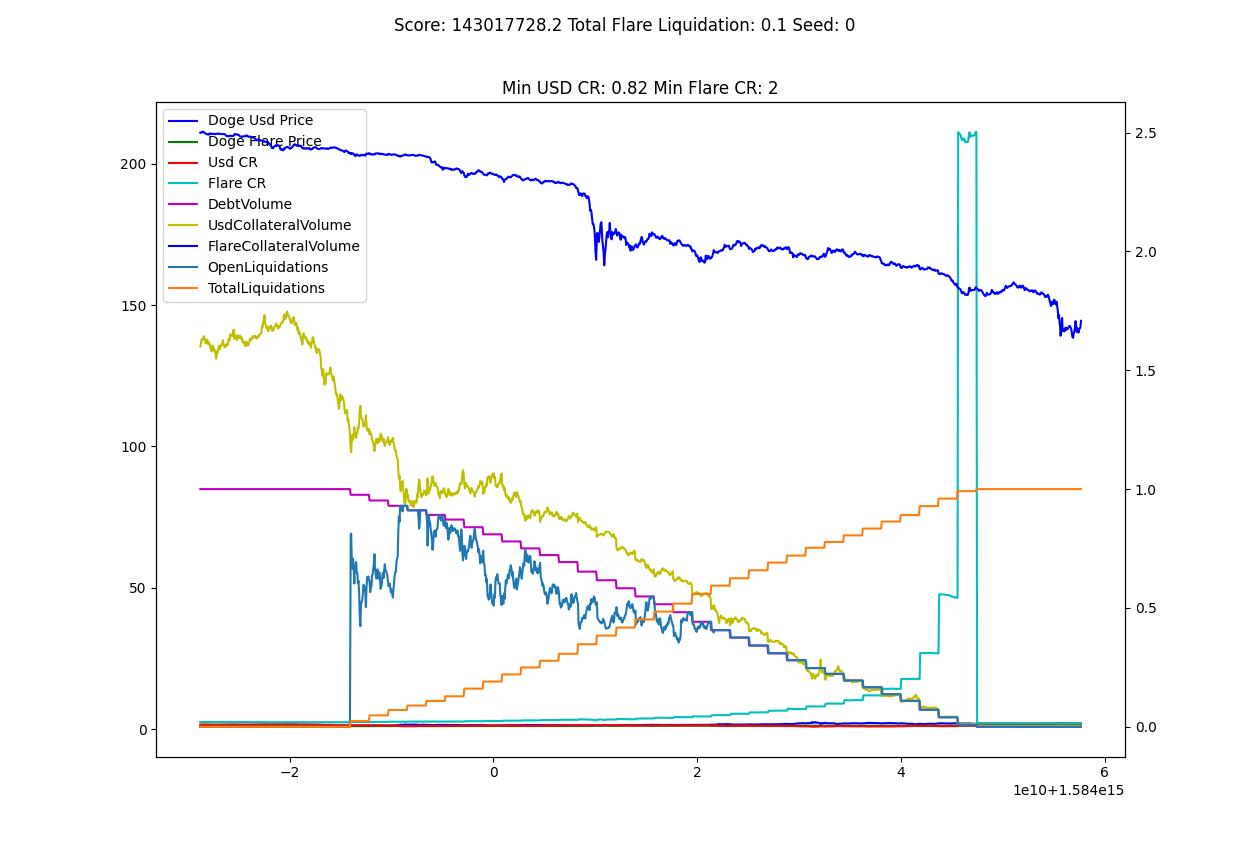 Score: 143017728.2 Total Flare Liquidation: 0.1 Seed: 0
Min USD CR: 0.82 Min Flare CR: 2
Doge Usd Price
Doge Flare Price
Usd CR
Flare CR
DebtVolume
UsdCollateralVolume
FlareCollateralVolume
OpenLiquidations
TotalLiquidations
200
150
100
50
0
2.5
2.0
1.5
1.0
0.5
0.0
−2
0
2
4
6
1e10+1.584e15